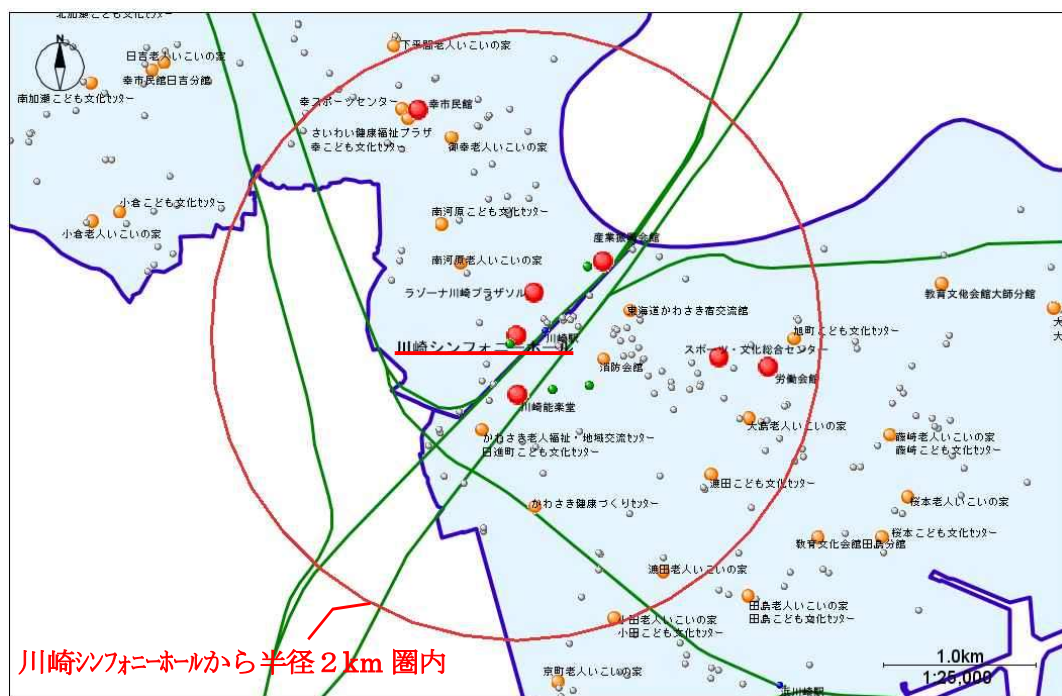 北加瀬こども文化センター
N
日吉老人いこいの家
幸市民館日吉分館
南加瀬こども文化センター
下平間老人いこいの家
幸スポーツセンター
幸市民館
さいわい健康福祉プラザ
幸こども文化センター
御幸老人いこいの家
小倉こども文化センター
小倉老人いこいの家
南河原こども文化センター
南河原老人いこいの家
産業振興会館
ラゾーナ川崎プラザソル
東海道かわさき宿交流館
教育文化会館大師分館
大
大
川崎駅
川崎シンフォニーホール
旭町こども文化センター
スポーツ・文化総合センター
消防会館
労働会館
川崎能楽堂
大島老人いこいの家
かわさき老人福祉・地域交流センター
日進町こども文化センター
藤崎老人いこいの家
藤崎こども文化センター
渡田こども文化センター
かわさき健康づくりセンター
桜本老人いこいの家
桜本こども文化センター
教育文化会館田島分館
渡田老人いこいの家
田島老人いこいの家
田島こども文化センター
小田老人いこいの家
小田こども文化センター
京町老人いこいの家
浜川崎駅
川崎シンフォニーホールから半径2km圏内
1.0km
1:25,000